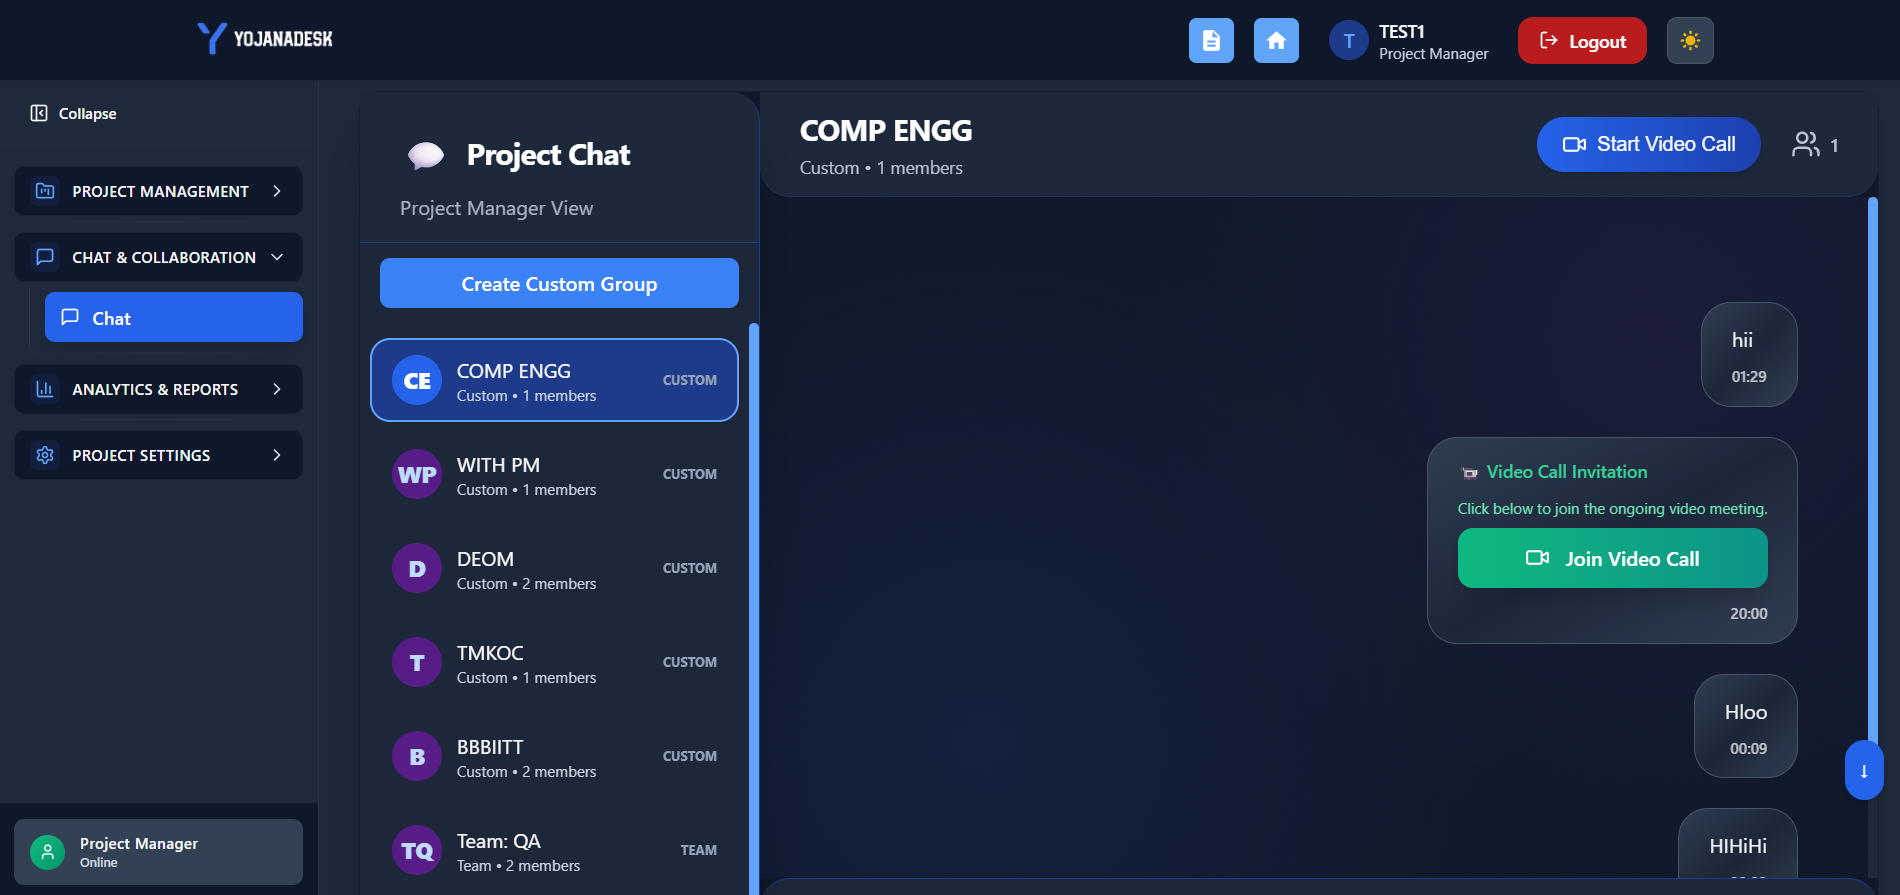 YOJANADESK
T
TEST1
Project Manager
Logout
Collapse
PROJECT MANAGEMENT
CHAT & COLLABORATION
Chat
ANALYTICS & REPORTS
PROJECT SETTINGS
Project Manager
Online
Project Chat
Project Manager View
Create Custom Group
CE
COMP ENGG
Custom • 1 members
CUSTOM
WP
WITH PM
Custom • 1 members
CUSTOM
D
DEOM
Custom • 2 members
CUSTOM
T
TMKOC
Custom • 1 members
CUSTOM
B
BBBIITT
Custom • 2 members
CUSTOM
TQ
Team: QA
Team • 2 members
TEAM
COMP ENGG
Custom • 1 members
Start Video Call
1
hii
01:29
Video Call Invitation
Click below to join the ongoing video meeting.
Join Video Call
20:00
Hloo
00:09
HIHiHi